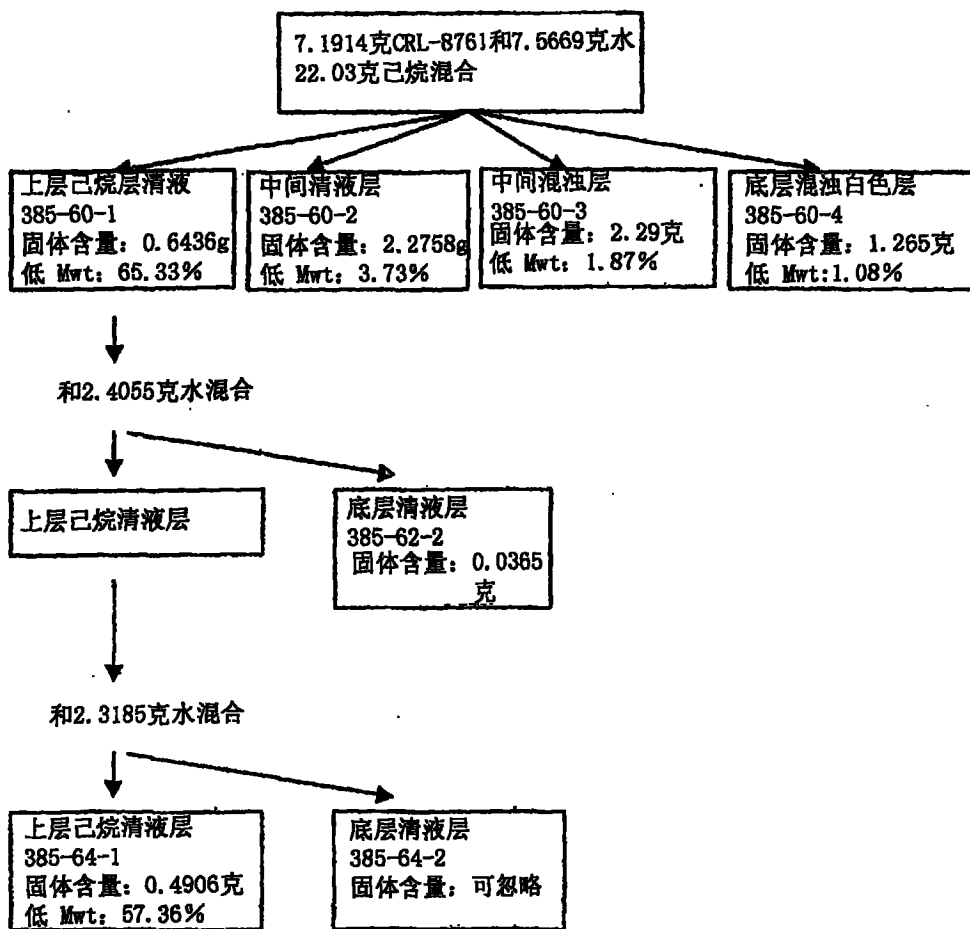 7.1914克CRL-8761和7.5669克水
22.03克己烷混合
上层己烷层清液
385-60-1
固体含量：0.6436g
低 Mwt：65.33%
中间清液层
385-60-2
固体含量：2.2758g
低 Mwt：3.73%
中间混浊层
385-60-3
固体含量：2.29克
低 Mwt：1.87%
底层混浊白色层
385-60-4
固体含量：1.265克
低 Mwt:1.08%
和2.4055克水混合
上层己烷清液层
底层清液层
385-62-2
固体含量：0.0365
克
和2.3185克水混合
上层己烷清液层
385-64-1
固体含量：0.4906克
低 Mwt：57.36%
底层清液层
385-64-2
固体含量：可忽略